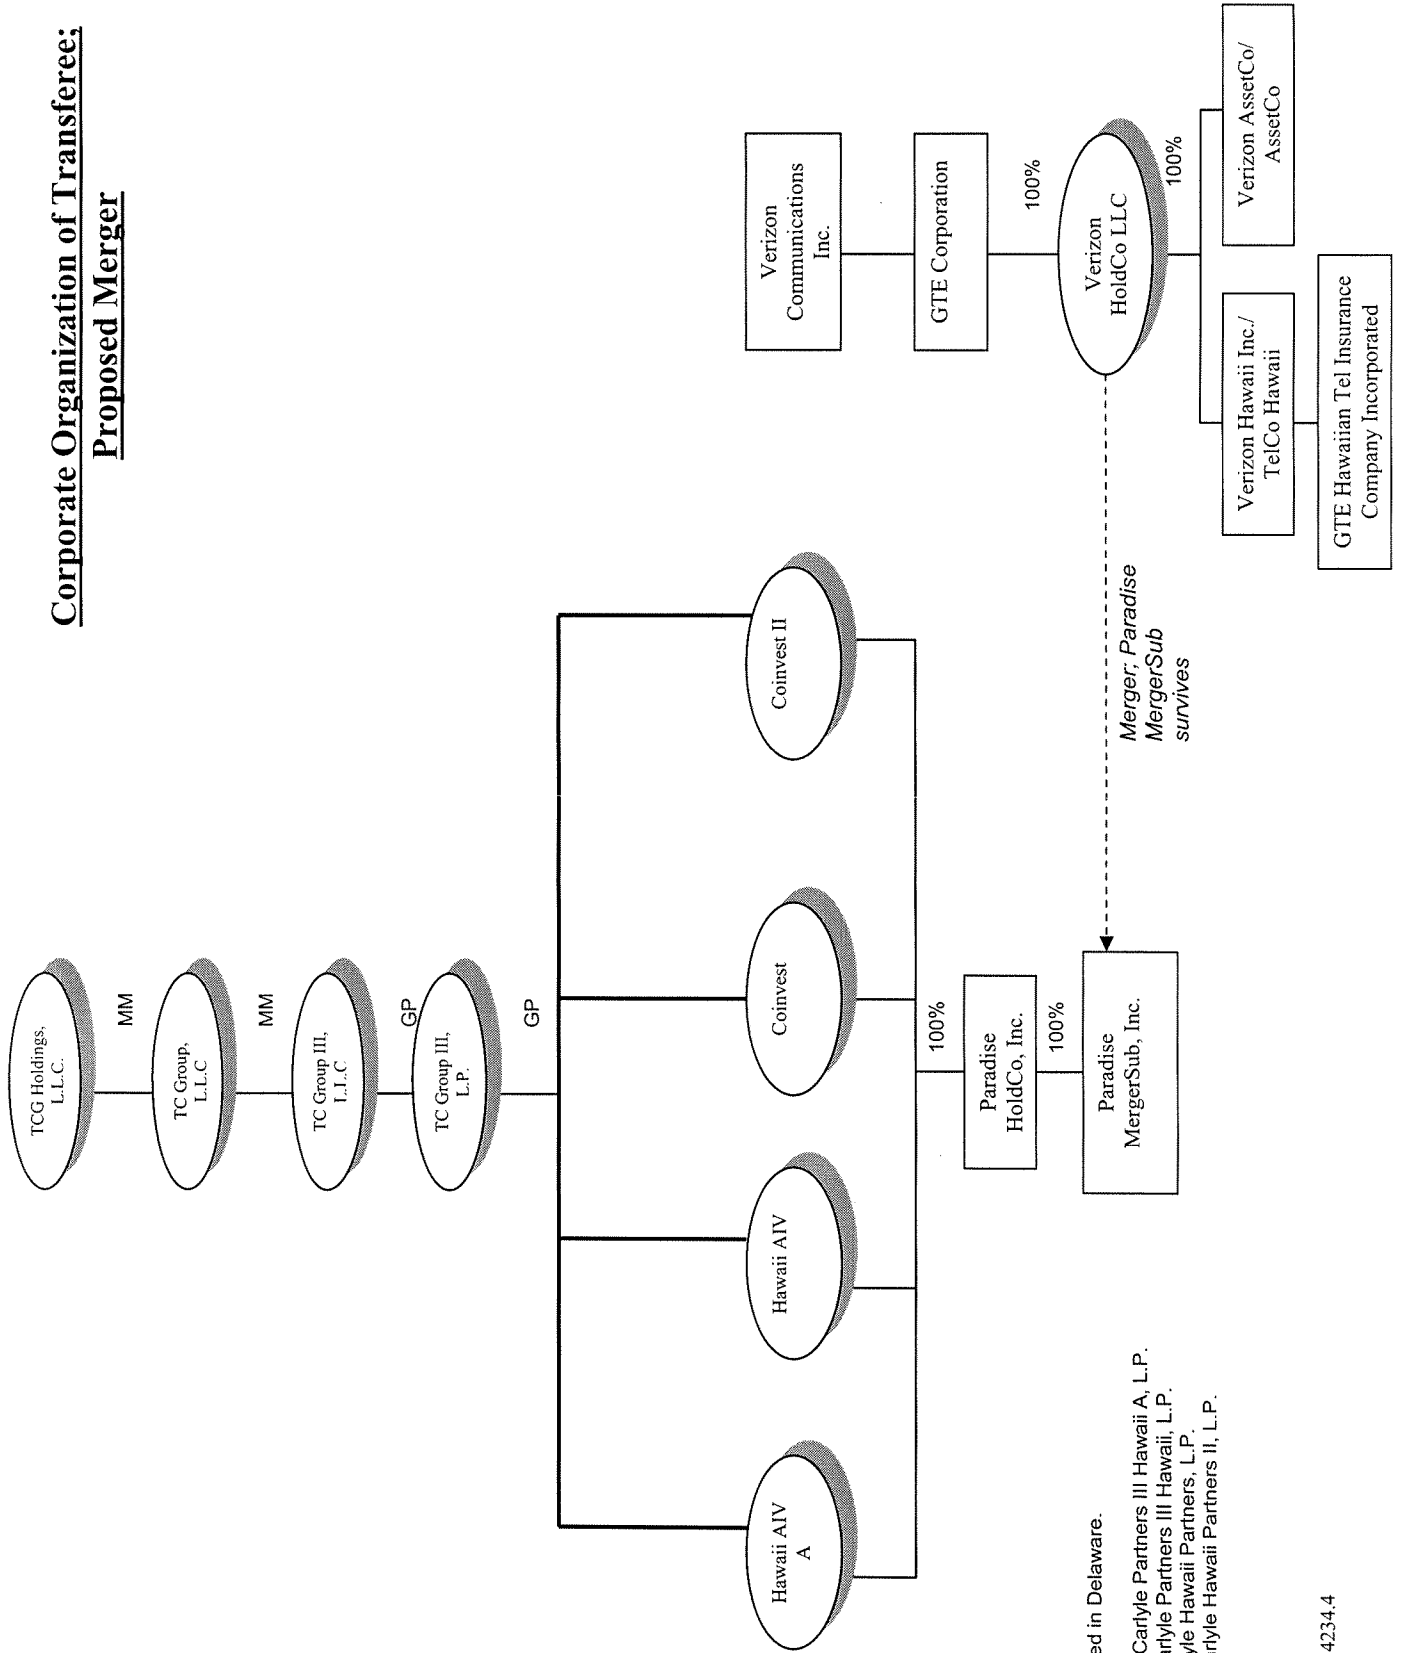 Corporate Organization of Transferee;
Proposed Merger
TCG Holdings,
L.L.C.
MM
TC Group,
L.L.C
MM
TC Group III,
L.L.C
GP
TC Group III,
L.P.
GP
Hawaii AIV
A
Hawaii AIV
Coinvest
Coinvest II
100%
Paradise
HoldCo, Inc.
100%
Paradise
MergerSub, Inc.
Merger; Paradise
MergerSub
survives
Verizon
Communications
Inc.
GTE Corporation
100%
Verizon
HoldCo LLC
100%
Verizon Hawaii Inc./
TelCo Hawaii
Verizon AssetCo/
AssetCo
GTE Hawaiian Tel Insurance
Company Incorporated
ed in Delaware.
Carlyle Partners III Hawaii A, L.P.
arlyle Partners III Hawaii, L.P.
yle Hawaii Partners, L.P.
arlyle Hawaii Partners II, L.P.
4234.4